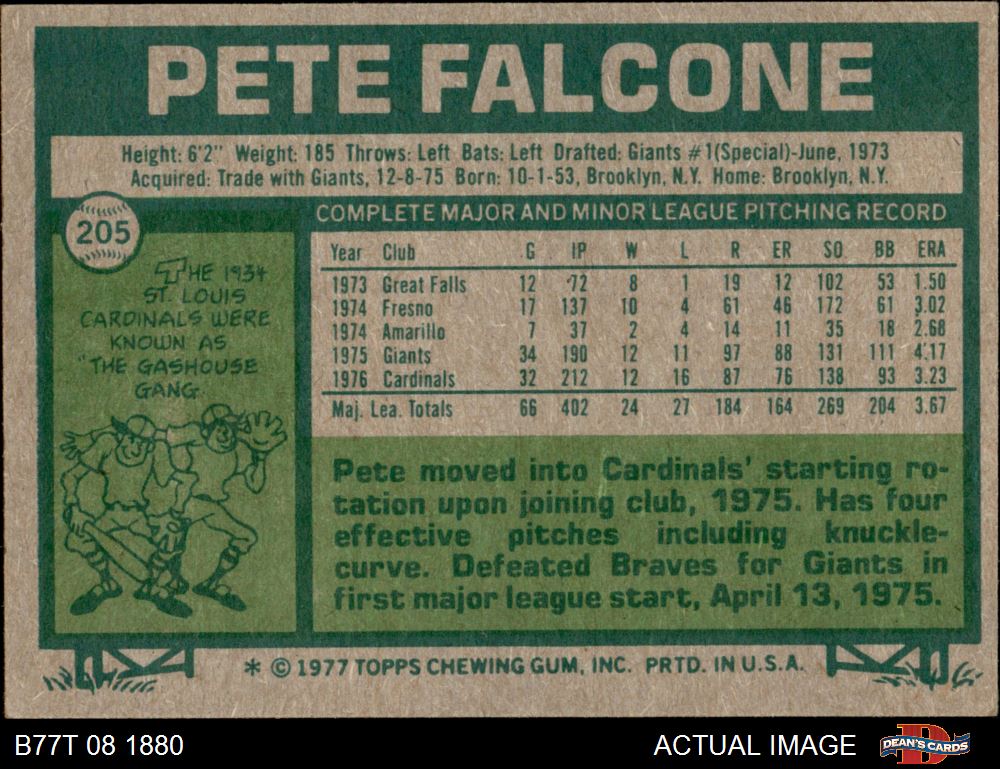 PETE FALCONE
Height: 6'2" Weight: 185 Throws: Left Bats: Left Drafted: Giants #1(Special)-June, 1973
Acquired: Trade with Giants, 12-8-75 Born: 10-1-53, Brooklyn, N.Y. Home: Brooklyn, N.Y.
205
THE 1934
ST. LOUIS
CARDINALS WERE
KNOWN AS
"THE GASHOUSE
GANG.
COMPLETE MAJOR AND MINOR LEAGUE PITCHING RECORD
Year Club G IP W L R ER SO BB ERA
1973 Great Falls 12 72 8 1 19 12 102 53 1.50
1974 Fresno 17 137 10 4 61 46 172 61 3.02
1974 Amarillo 7 37 2 4 14 11 35 18 2.68
1975 Giants 34 190 12 11 97 88 131 111 4.17
1976 Cardinals 32 212 12 16 87 76 138 93 3.23
Maj. Lea. Totals 66 402 24 27 184 164 269 204 3.67
Pete moved into Cardinals' starting ro-
tation upon joining club, 1975. Has four
effective pitches including knuckle-
curve. Defeated Braves for Giants in
first major league start, April 13, 1975.
* © 1977 TOPPS CHEWING GUM, INC. PRTD. IN U.S.A.
B77T 08 1880
ACTUAL IMAGE
DEAN'S CARDS